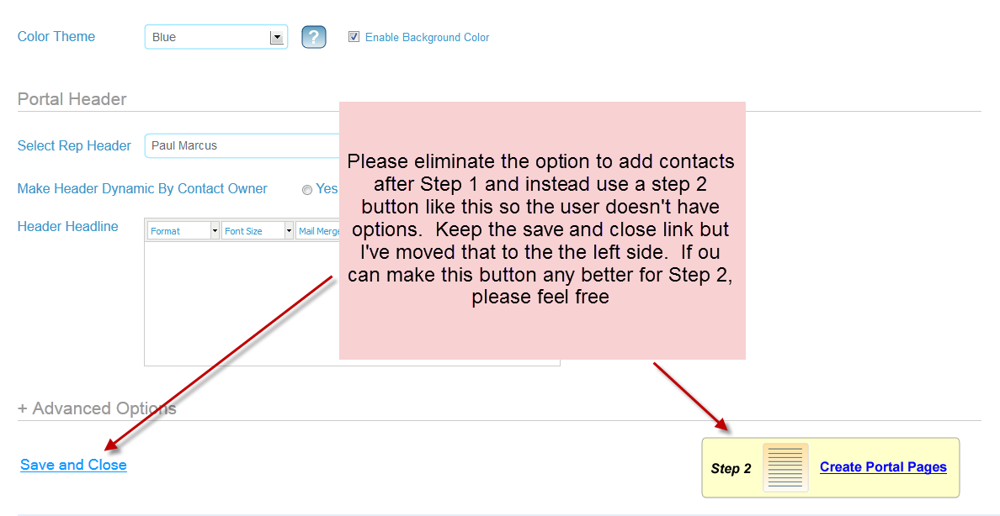 Color Theme
Blue
?
Enable Background Color
Portal Header
Select Rep Header
Paul Marcus
Make Header Dynamic By Contact Owner
Yes
Header Headline
Format
Font Size
Mail Merge
Please eliminate the option to add contacts
after Step 1 and instead use a step 2
button like this so the user doesn't have
options.  Keep the save and close link but
I've moved that to the the left side.  If ou
can make this button any better for Step 2,
please feel free
+ Advanced Options
Save and Close
Step 2
Create Portal Pages